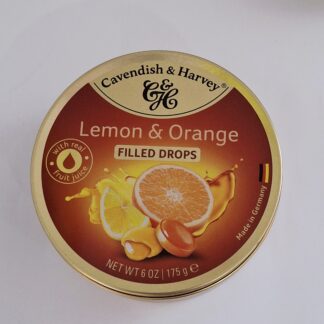 Cavendish & Harvey
C&H
Lemon & Orange
FILLED DROPS
with real
fruit juice
Made in Germany
NET WT 6 OZ | 175 g ℮